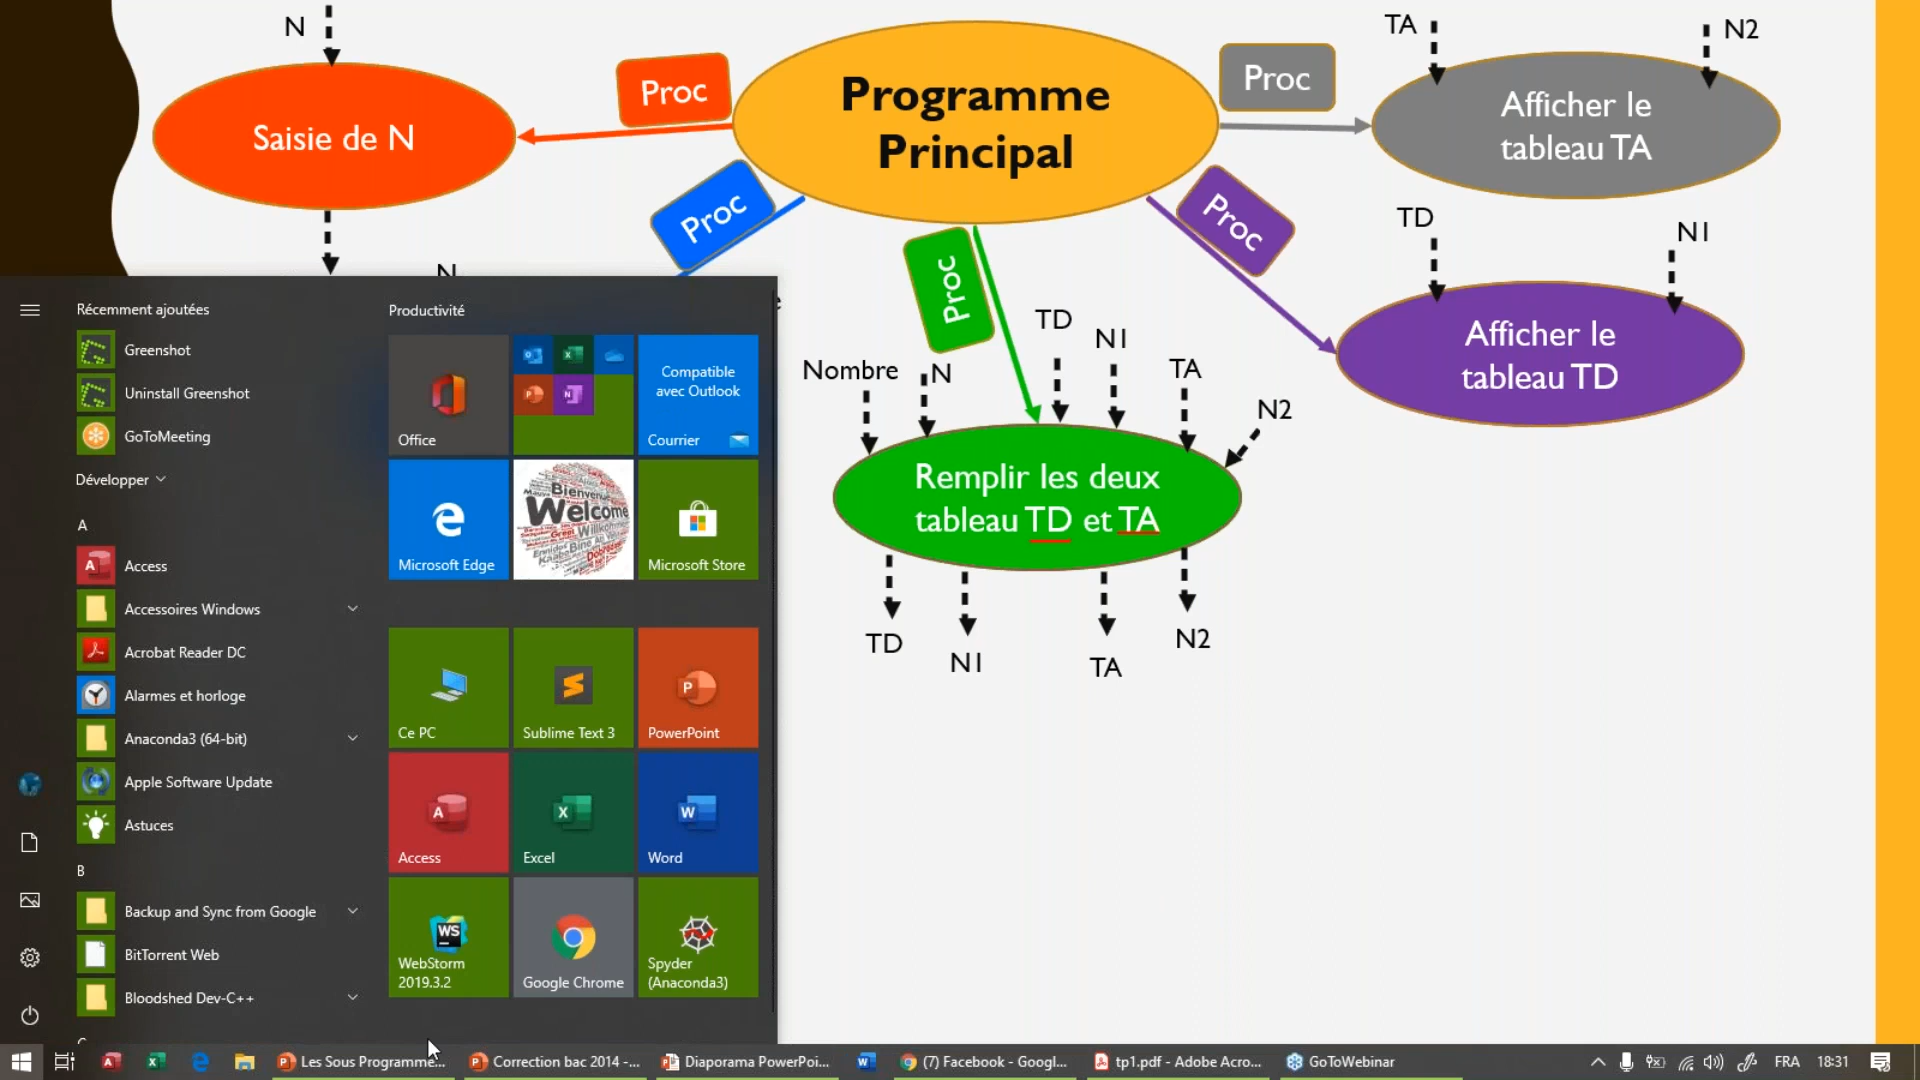 N
Saisie de N
Proc
Programme
Principal
Proc
TA
N2
Afficher le
tableau TA
Proc
Proc
Proc
TD
N1
Afficher le
tableau TD
N
Nombre
N
TD
N1
TA
N2
Remplir les deux
tableau TD et TA
TD
N1
TA
N2
Récemment ajoutées
Greenshot
Uninstall Greenshot
GoToMeeting
Développer
A
Access
Accessoires Windows
Acrobat Reader DC
Alarmes et horloge
Anaconda3 (64-bit)
Apple Software Update
Astuces
B
Backup and Sync from Google
BitTorrent Web
Bloodshed Dev-C++
Productivité
Office
Compatible
avec Outlook
Courrier
Microsoft Edge
Bienvenue
Welcome
Microsoft Store
Ce PC
Sublime Text 3
PowerPoint
Access
Excel
Word
WS
WebStorm
2019.3.2
Google Chrome
Spyder
(Anaconda3)
Les Sous Programme...
Correction bac 2014 -...
Diaporama PowerPoi...
(7) Facebook - Googl...
tp1.pdf - Adobe Acro...
GoToWebinar
FRA
18:31